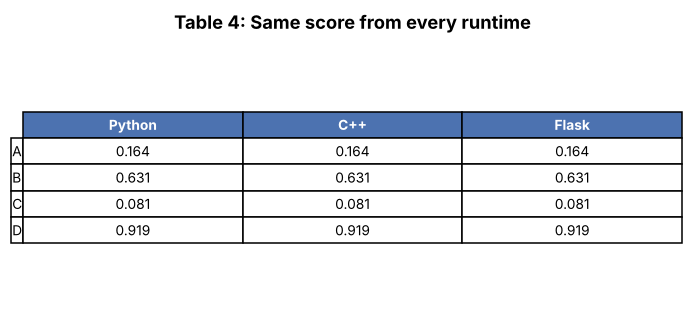 Table 4: Same score from every runtime
Python C++ Flask
A 0.164 0.164 0.164
B 0.631 0.631 0.631
C 0.081 0.081 0.081
D 0.919 0.919 0.919